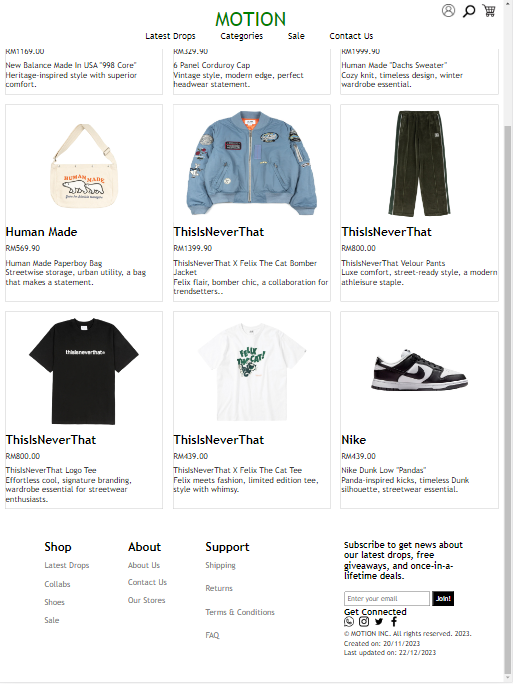 MOTION
Latest Drops Categories Sale Contact Us
RM1169.00 RM329.90 RM1999.90
New Balance Made In USA "998 Core" 6 Panel Corduroy Cap Human Made "Dachs Sweater"
Heritage-inspired style with superior Vintage style, modern edge, perfect Cozy knit, timeless design, winter
comfort. headwear statement. wardrobe essential.
HUMAN MADE
Human Made
RM569.90
Human Made Paperboy Bag
Streetwise storage, urban utility, a bag
that makes a statement.
ThisIsNeverThat
RM1399.90
ThisIsNeverThat X Felix The Cat Bomber
Jacket
Felix flair, bomber chic, a collaboration for
trendsetters..
ThisIsNeverThat
RM800.00
ThisIsNeverThat Velour Pants
Luxe comfort, street-ready style, a modern
athleisure staple.
thisisneverthat
ThisIsNeverThat
RM800.00
ThisIsNeverThat Logo Tee
Effortless cool, signature branding,
wardrobe essential for streetwear
enthusiasts.
FELIX
THE CAT!
ThisIsNeverThat
RM439.00
ThisIsNeverThat X Felix The Cat Tee
Felix meets fashion, limited edition tee,
style with whimsy.
Nike
RM439.00
Nike Dunk Low "Pandas"
Panda-inspired kicks, timeless Dunk
silhouette, streetwear essential.
Shop
Latest Drops
Collabs
Shoes
Sale
About
About Us
Contact Us
Our Stores
Support
Shipping
Returns
Terms & Conditions
FAQ
Subscribe to get news about
our latest drops, free
giveaways, and once-in-a-
lifetime deals.
Enter your email Join!
Get Connected
© MOTION INC. All rights reserved. 2023.
Created on: 20/11/2023
Last updated on: 22/12/2023